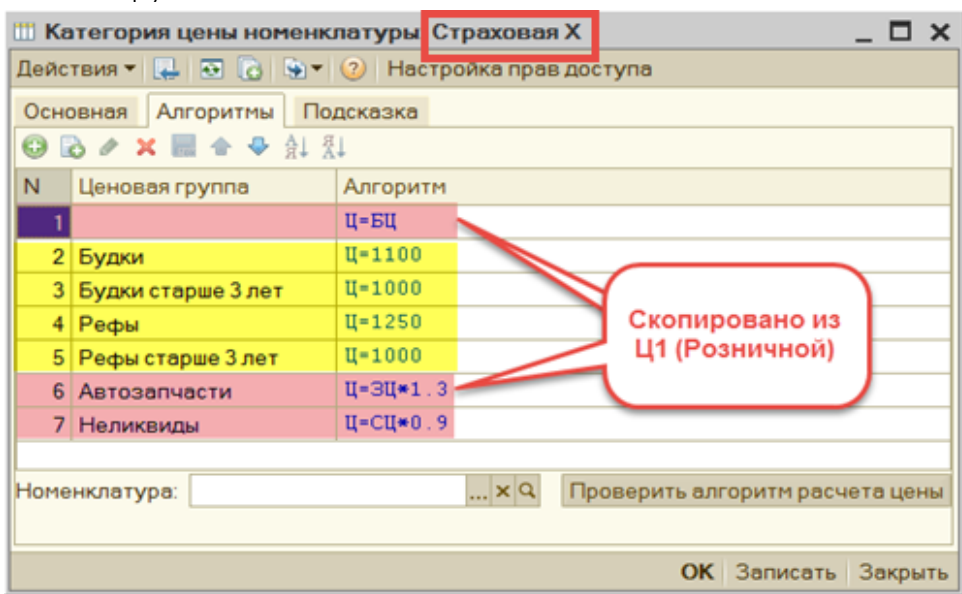 Категория цены номенклатуры Страховая X
Действия Настройка прав доступа
Основная Алгоритмы Подсказка
N Ценовая группа Алгоритм
1 Ц=БЦ
2 Будки Ц=1100
3 Будки старше 3 лет Ц=1000
4 Рефы Ц=1250
5 Рефы старше 3 лет Ц=1000
6 Автозапчасти Ц=ЗЦ*1.3
7 Неликвиды Ц=СЦ*0.9
Скопировано из
Ц1 (Розничной)
Номенклатура: ... Проверить алгоритм расчета цены
OK Записать Закрыть